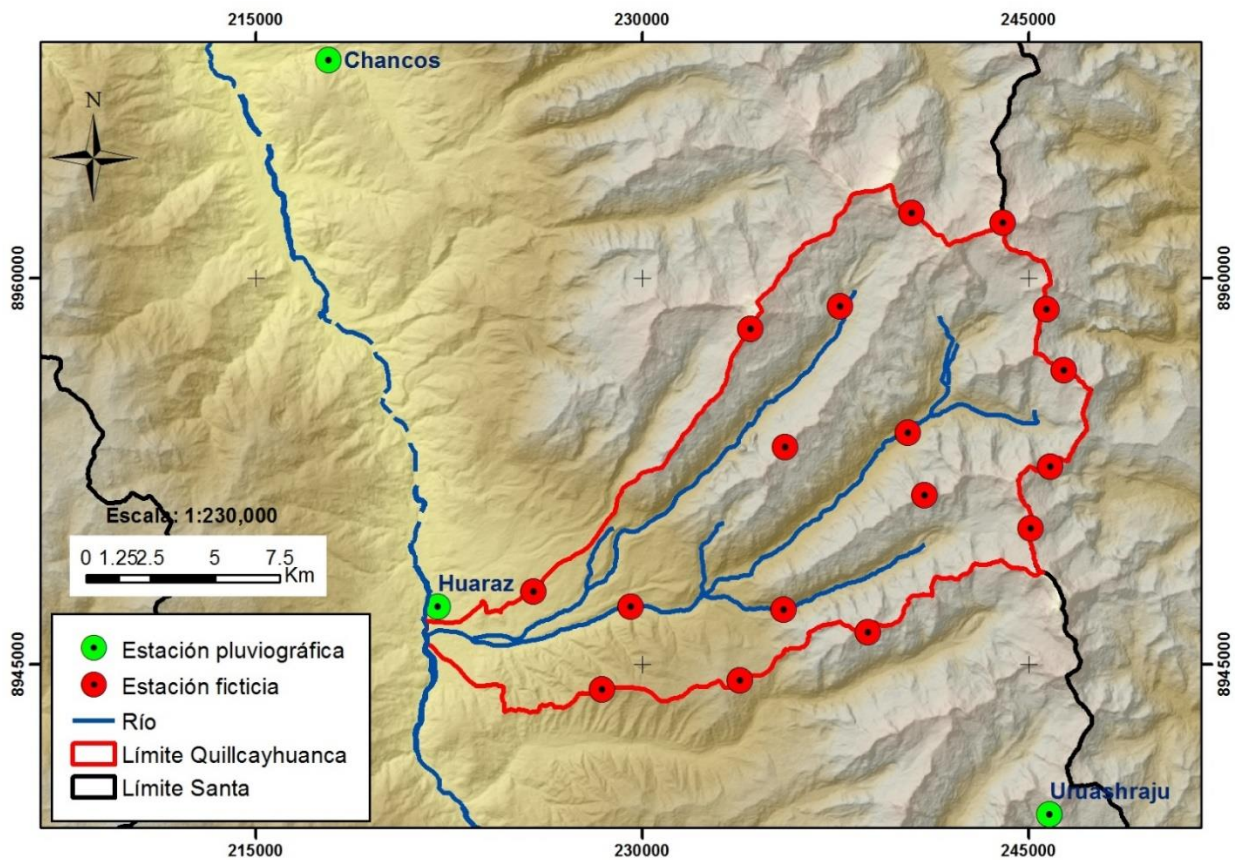 215000 230000 245000
Chancos
N
8960000 8960000
Escala: 1:230,000
0 1.25 2.5 5 7.5
Km
Huaraz
Estación pluviográfica
Estación ficticia
Río
Límite Quillcayhuanca
Límite Santa
8945000 8945000
Uruashraju
215000 230000 245000